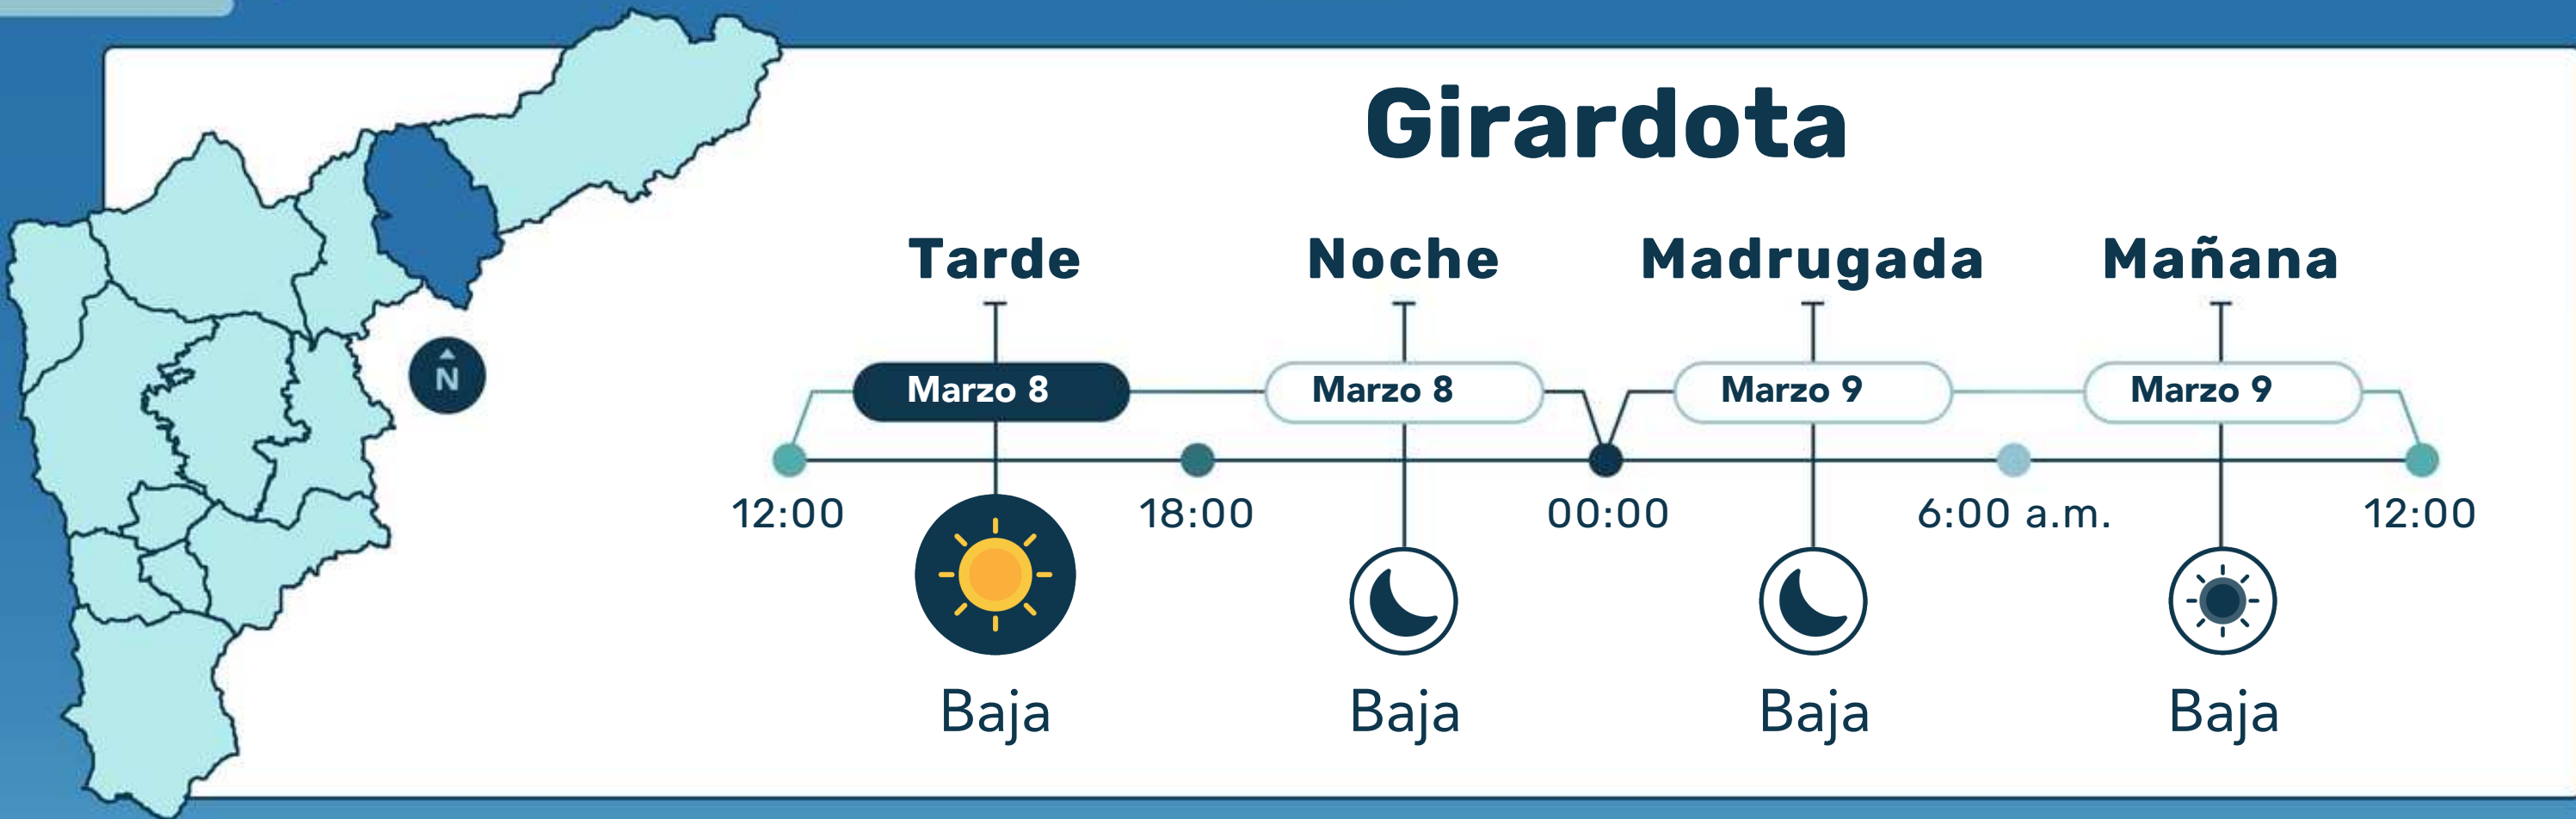 Girardota
Tarde Noche Madrugada Mañana
Marzo 8 Marzo 8 Marzo 9 Marzo 9
N
12:00 18:00 00:00 6:00 a.m. 12:00
Baja Baja Baja Baja